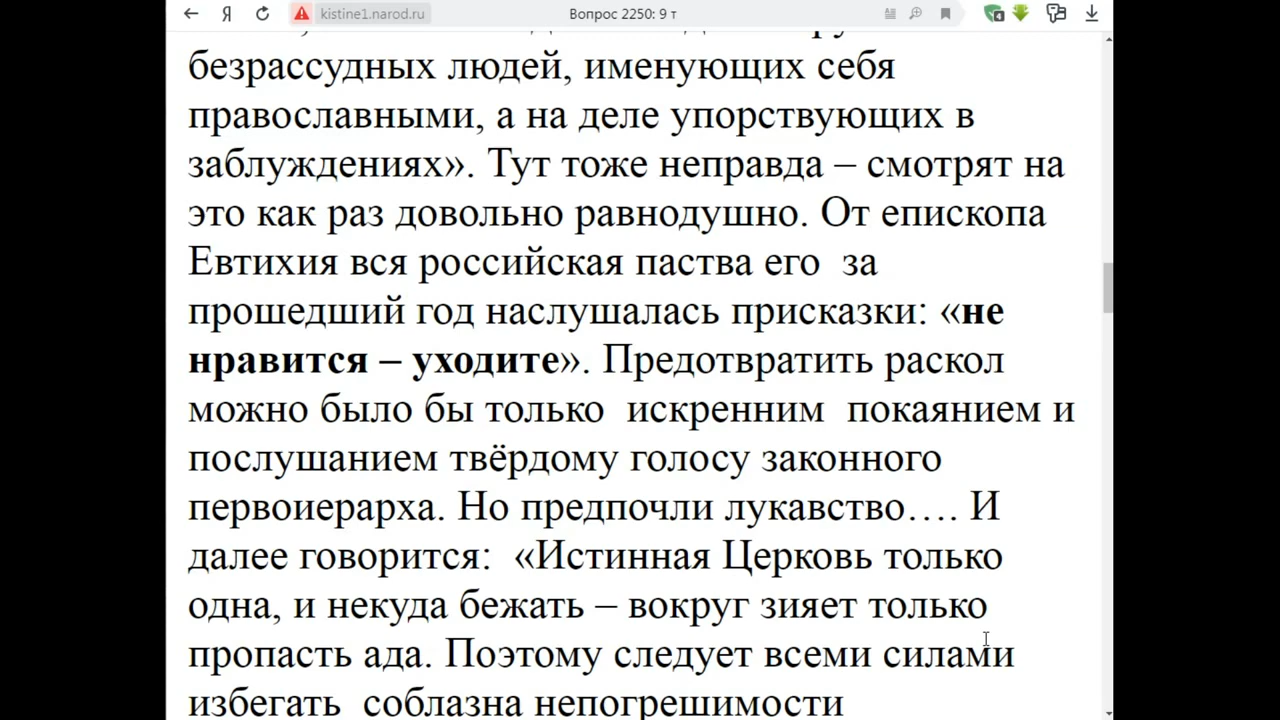 kistine1.narod.ru
Вопрос 2250: 9 т
безрассудных людей, именующих себя
православными, а на деле упорствующих в
заблуждениях». Тут тоже неправда – смотрят на
это как раз довольно равнодушно. От епископа
Евтихия вся российская паства его  за
прошедший год наслушалась присказки: «не
нравится – уходите». Предотвратить раскол
можно было бы только  искренним  покаянием и
послушанием твёрдому голосу законного
первоиерарха. Но предпочли лукавство…. И
далее говорится:  «Истинная Церковь только
одна, и некуда бежать – вокруг зияет только
пропасть ада. Поэтому следует всеми силами
избегать  соблазна непогрешимости